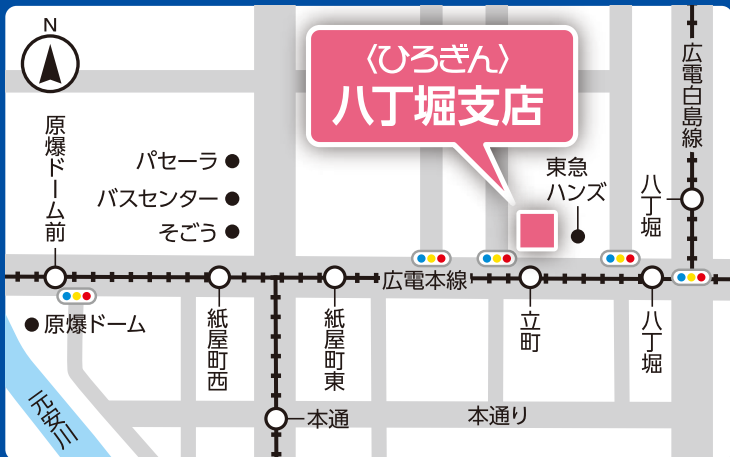 N
〈ひろぎん〉
八丁堀支店
広電白島線
原爆ドーム前
パセーラ
バスセンター
そごう
東急
ハンズ
八丁堀
広電本線
原爆ドーム
紙屋町西
紙屋町東
立町
八丁堀
元安川
本通
本通り